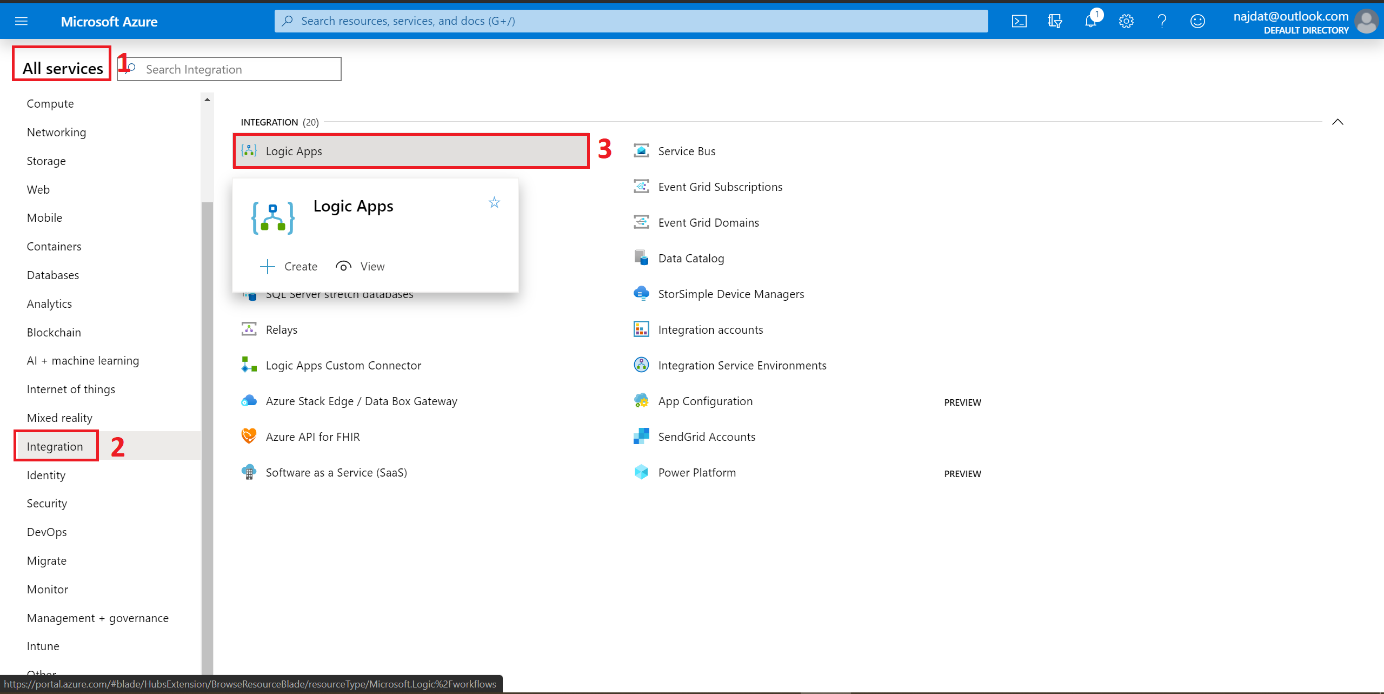 Microsoft Azure
Search resources, services, and docs (G+/)
1
najdat@outlook.com
DEFAULT DIRECTORY
All services
1
Search Integration
Compute
Networking
Storage
Web
Mobile
Containers
Databases
Analytics
Blockchain
AI + machine learning
Internet of things
Mixed reality
Integration
2
Identity
Security
DevOps
Migrate
Monitor
Management + governance
Intune
Other
INTEGRATION (20)
Logic Apps
3
Logic Apps
Create
View
SQL Server stretch databases
Relays
Logic Apps Custom Connector
Azure Stack Edge / Data Box Gateway
Azure API for FHIR
Software as a Service (SaaS)
Service Bus
Event Grid Subscriptions
Event Grid Domains
Data Catalog
StorSimple Device Managers
Integration accounts
Integration Service Environments
App Configuration
PREVIEW
SendGrid Accounts
Power Platform
PREVIEW
https://portal.azure.com/#blade/HubsExtension/BrowseResourceBlade/resourceType/Microsoft.Logic%2Fworkflows